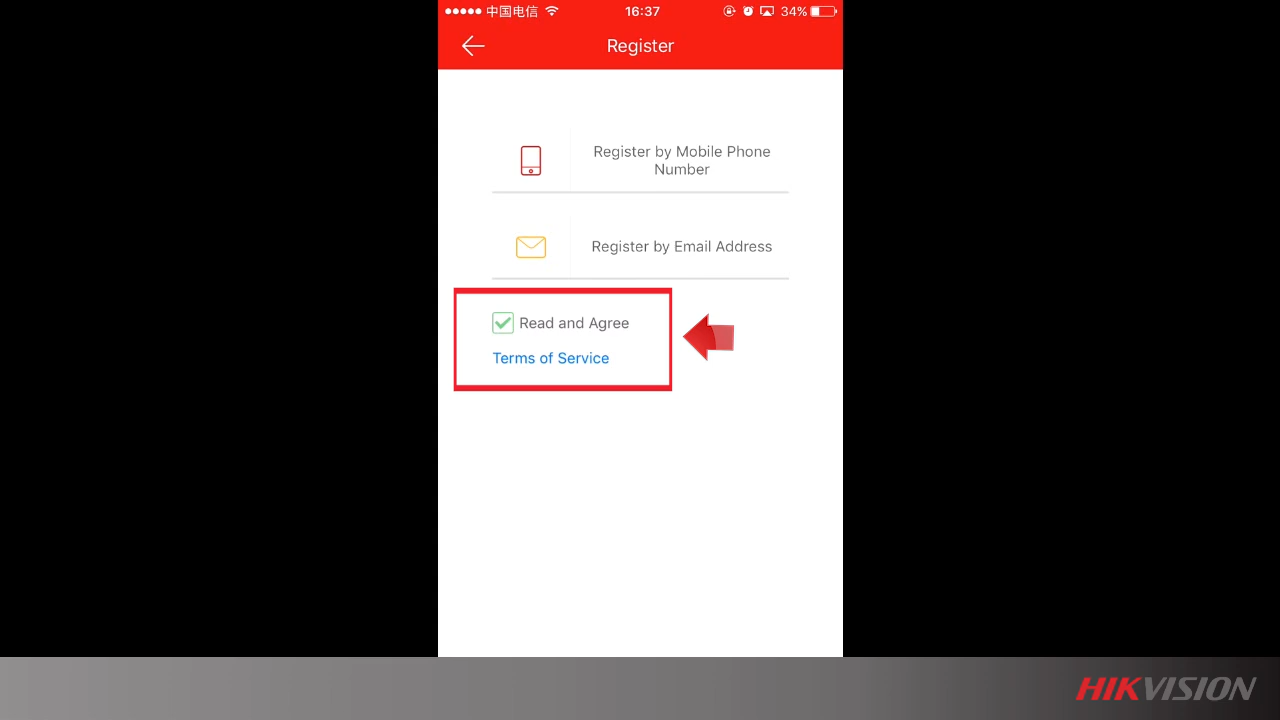 中国电信 16:37 34%
Register
Register by Mobile Phone
Number
Register by Email Address
Read and Agree
Terms of Service
HIKVISION